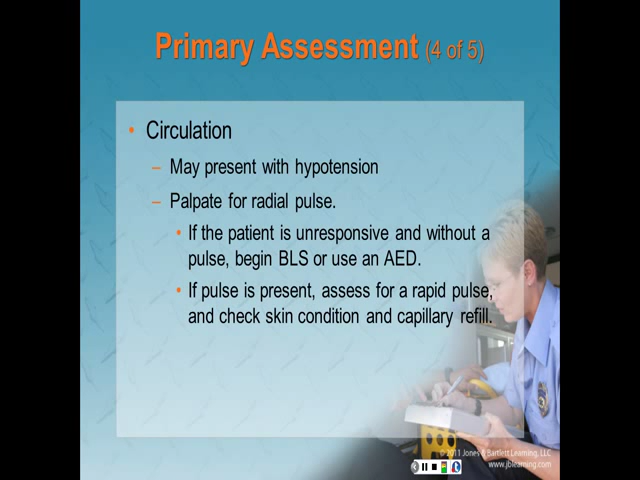 Primary Assessment (4 of 5)
• Circulation
– May present with hypotension
– Palpate for radial pulse.
• If the patient is unresponsive and without a
pulse, begin BLS or use an AED.
• If pulse is present, assess for a rapid pulse,
and check skin condition and capillary refill.
© 2011 Jones & Bartlett Learning, LLC
www.jblearning.com